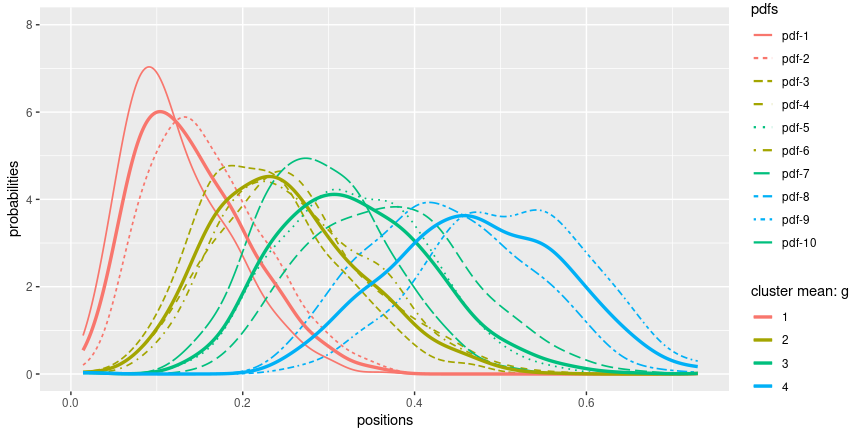 probabilities
8
6
4
2
0
0.0
0.2
0.4
0.6
positions
pdfs
pdf-1
pdf-2
pdf-3
pdf-4
pdf-5
pdf-6
pdf-7
pdf-8
pdf-9
pdf-10
cluster mean: g
1
2
3
4